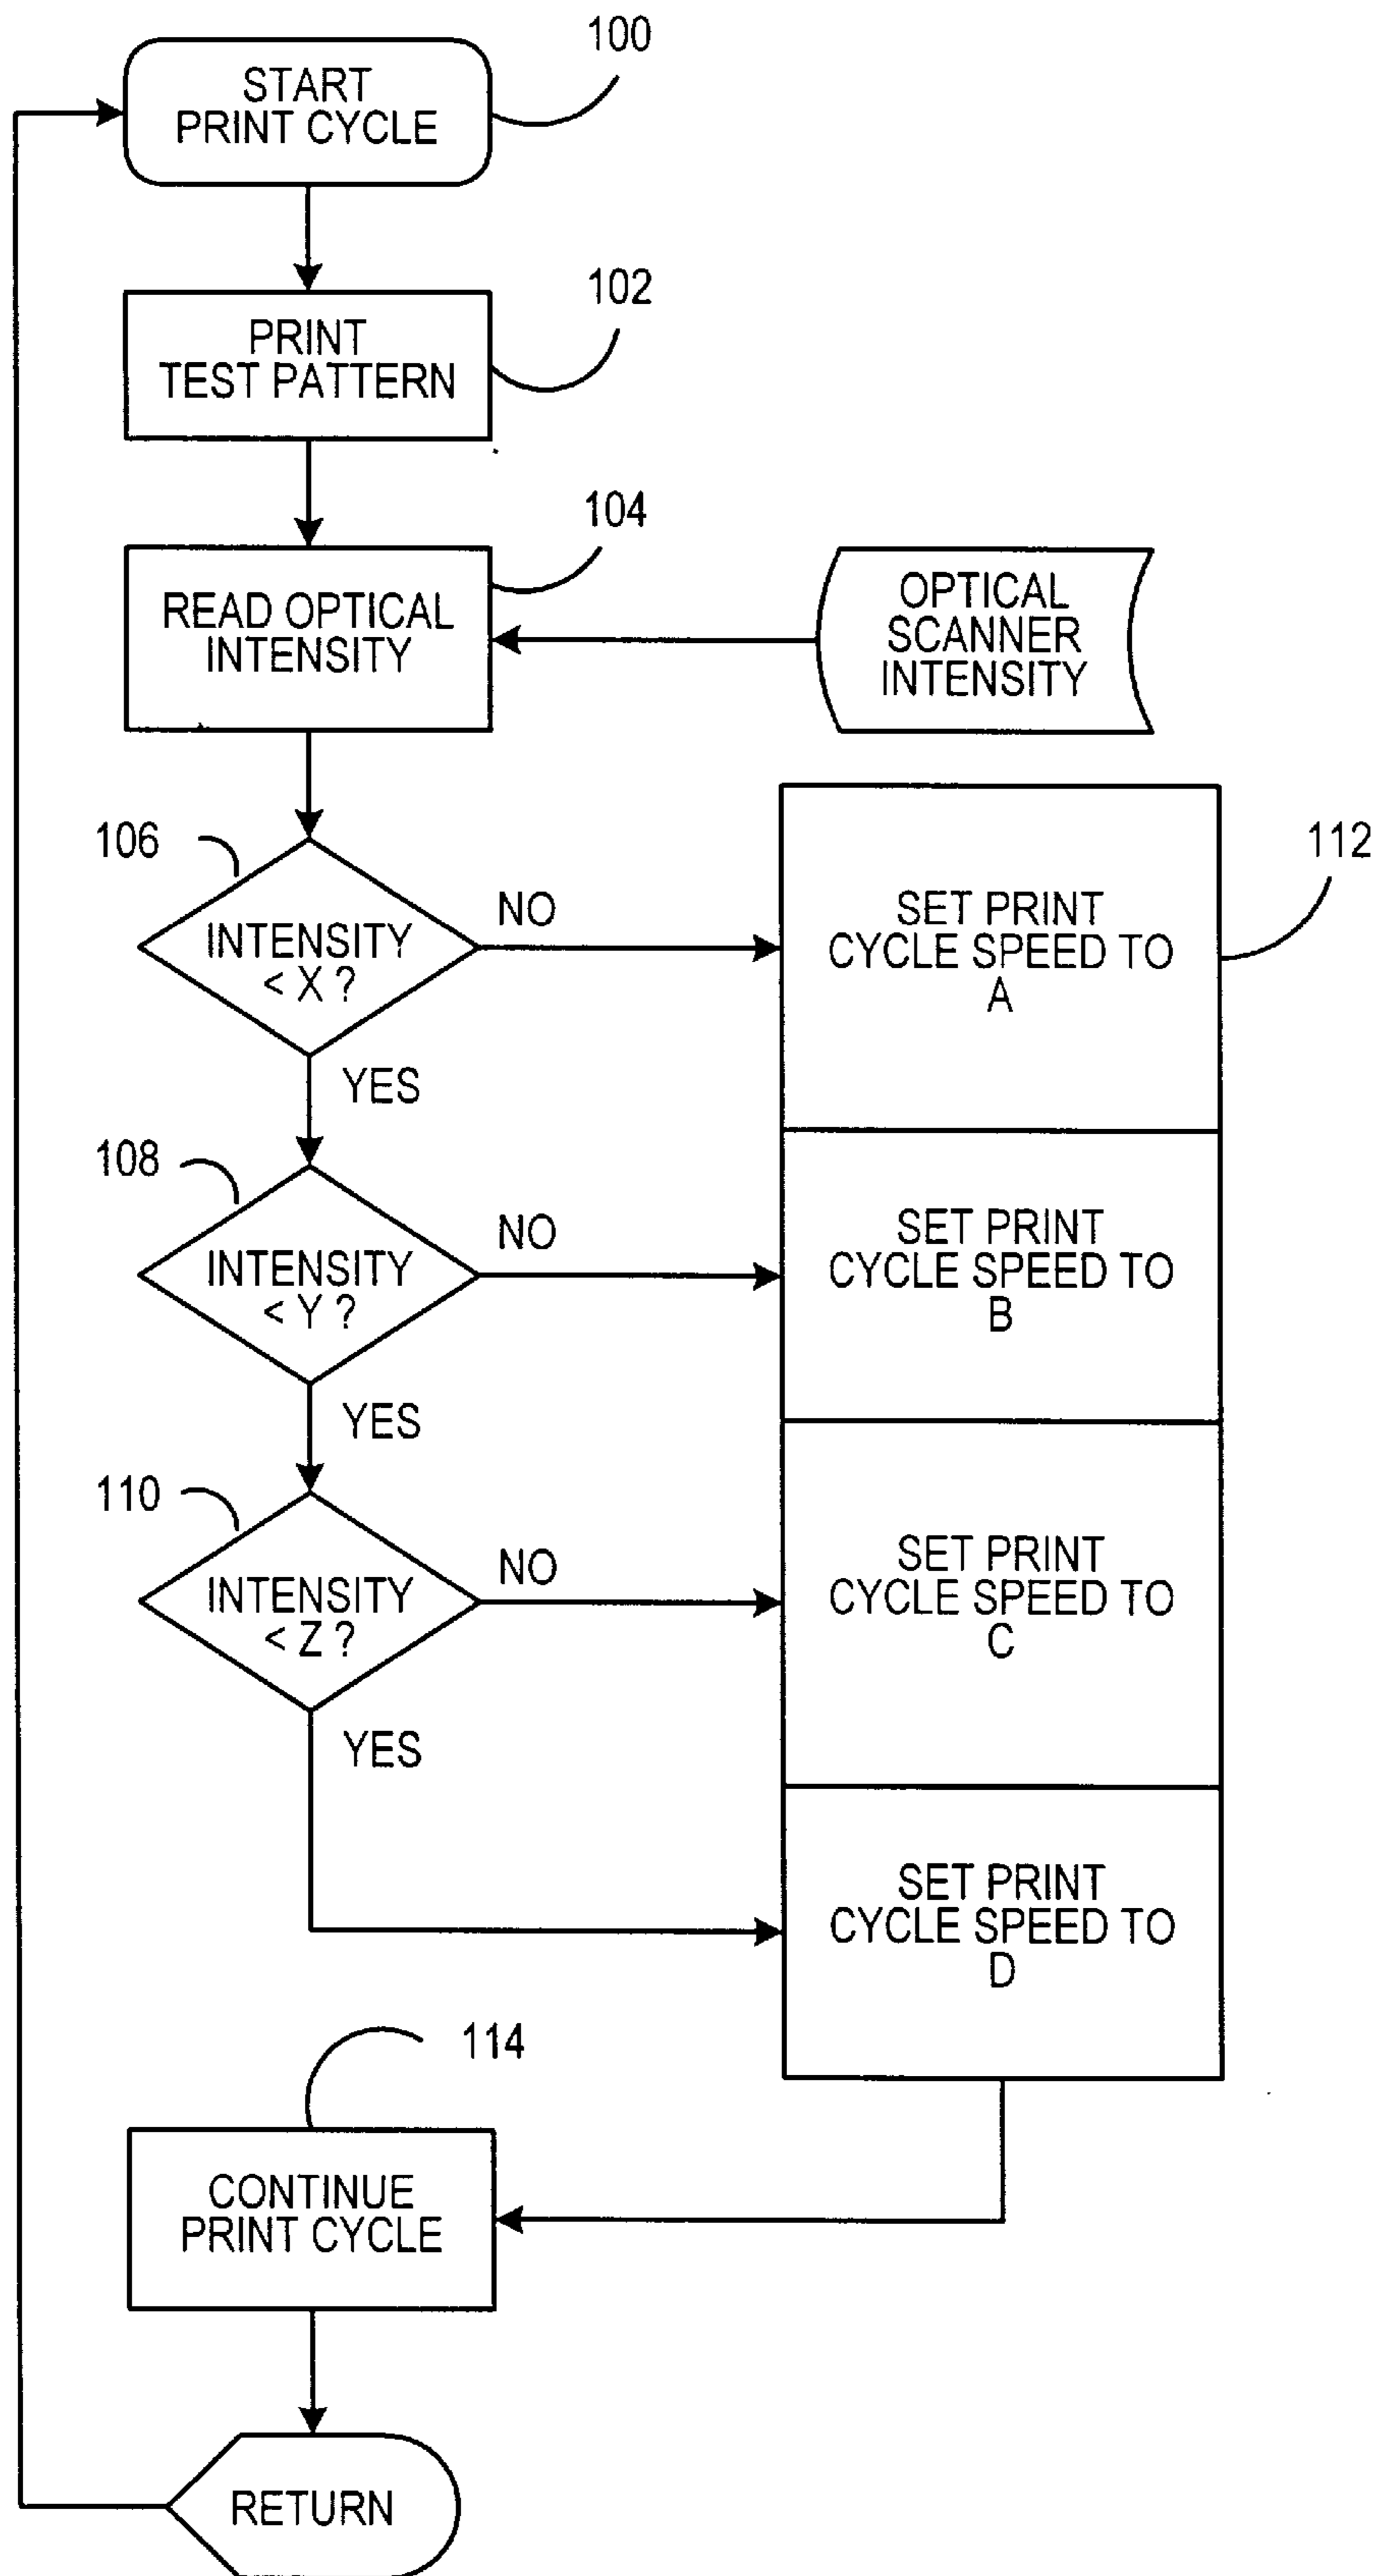 100
START
PRINT CYCLE
102
PRINT
TEST PATTERN
104
READ OPTICAL
INTENSITY
OPTICAL
SCANNER
INTENSITY
106
INTENSITY
< X ?
NO
YES
SET PRINT
CYCLE SPEED TO
A
112
108
INTENSITY
< Y ?
NO
YES
SET PRINT
CYCLE SPEED TO
B
110
INTENSITY
< Z ?
NO
YES
SET PRINT
CYCLE SPEED TO
C
SET PRINT
CYCLE SPEED TO
D
114
CONTINUE
PRINT CYCLE
RETURN